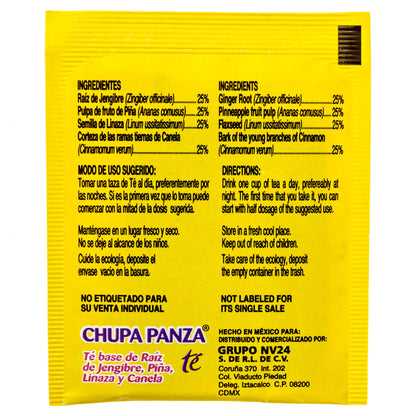 INGREDIENTES
Raíz de Jengibre (Zingiber officinale)..............25%
Pulpa de fruto de Piña (Ananas comusus)........25%
Semilla de Linaza (Linum ussitatissimum)........25%
Corteza de las ramas tiernas de Canela
(Cinnamomum verum)....................................25%
MODO DE USO SUGERIDO:
Tomar una taza de Té al día, preferentemente por
las noches. Si es la primera vez que lo toma puede
comenzar con la mitad de la dosis sugerida.
Manténgase en un lugar fresco y seco.
No se deje al alcance de los niños.
Cuide la ecología, deposite el
envase vacío en la basura.
NO ETIQUETADO PARA
SU VENTA INDIVIDUAL
INGREDIENTS
Ginger Root (Zingiber officinale)....................25%
Pinneapple fruit pulp (Ananas comusus)........25%
Flaxseed (Linum ussitatissimum)...................25%
Bark of the young branches of Cinnamon
(Cinnamomum verum)..................................25%
DIRECTIONS:
Drink one cup of tea a day, prefereably at
night. The first time that you take it, you can
start with half dosage of the suggested use.
Store in a fresh cool place.
Keep out of reach of children.
Take care of the ecology, deposit
the empty container in the trash.
NOT LABELED FOR
ITS SINGLE SALE
CHUPA PANZA®
Té base de Raíz
de Jengibre, Piña,
Linaza y Canela
té
HECHO EN MÉXICO PARA:
DISTRIBUIDO Y COMERCIALIZADO POR:
GRUPO NV24
S. DE R.L. DE C.V.
Coruña 370 Int. 202
Col. Viaducto Piedad
Deleg. Iztacalco C.P. 08200
CDMX